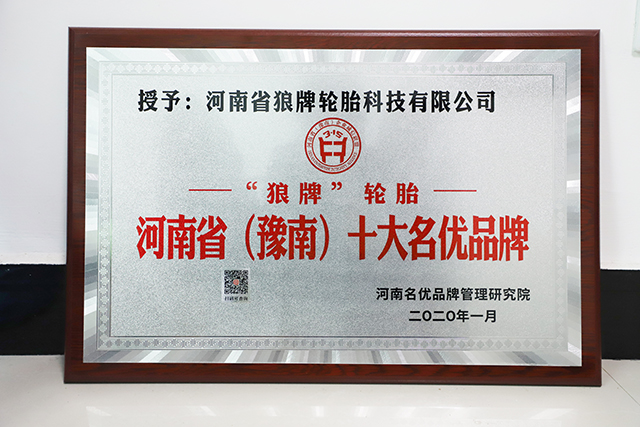 授予：河南省狼牌轮胎科技有限公司
3·15
“狼牌”轮胎
河南省（豫南）十大名优品牌
河南名优品牌管理研究院
二〇二〇年一月